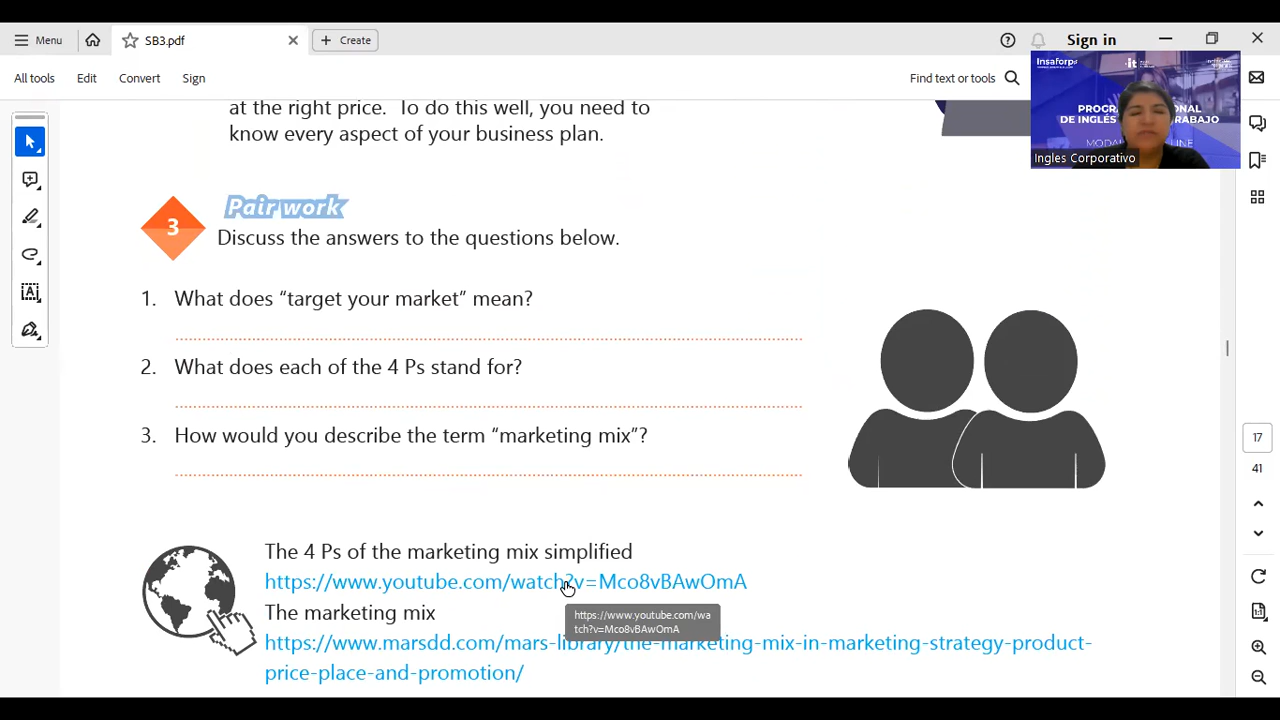 Menu
SB3.pdf
Create
Sign in
All tools
Edit
Convert
Sign
Find text or tools
at the right price. To do this well, you need to
know every aspect of your business plan.
Insaforp
Ingles Corporativo
3
Pair work
Discuss the answers to the questions below.
1. What does “target your market” mean?
2. What does each of the 4 Ps stand for?
3. How would you describe the term “marketing mix”?
17
41
The 4 Ps of the marketing mix simplified
https://www.youtube.com/watch?v=Mco8vBAwOmA
https://www.youtube.com/wa
tch?v=Mco8vBAwOmA
The marketing mix
https://www.marsdd.com/mars-library/the-marketing-mix-in-marketing-strategy-product-
price-place-and-promotion/